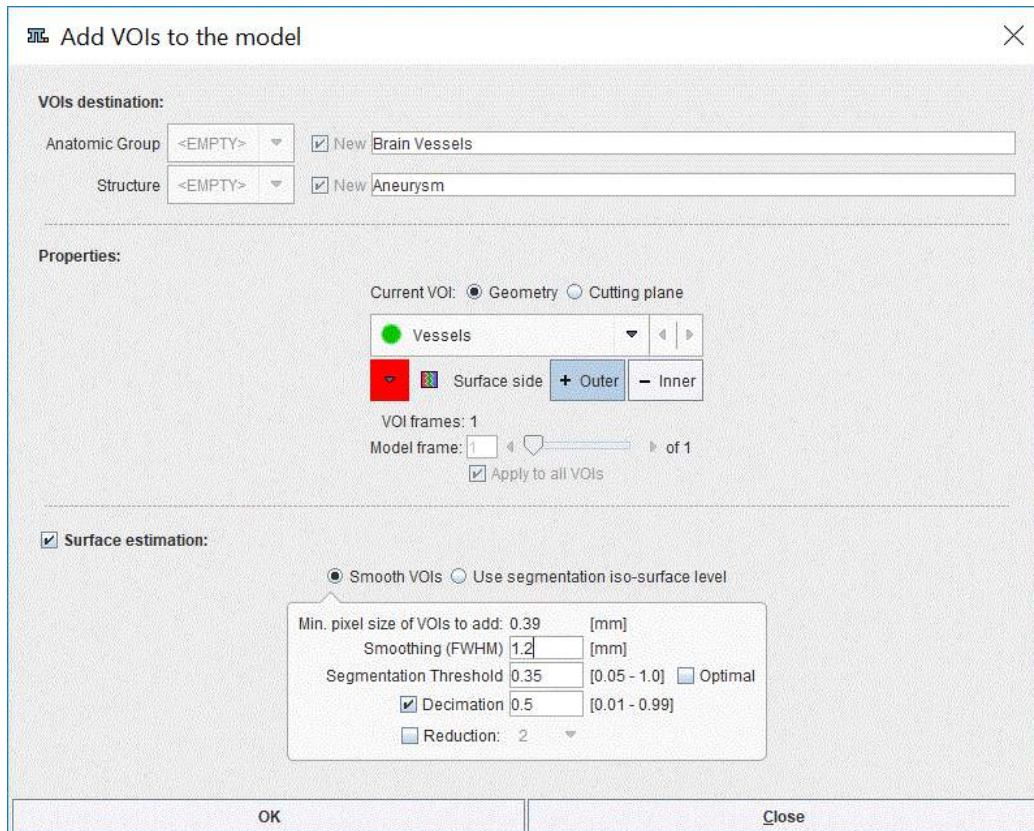 Add VOIs to the model
VOIs destination:
Anatomic Group <EMPTY> New Brain Vessels
Structure <EMPTY> New Aneurysm
Properties:
Current VOI: Geometry Cutting plane
Vessels
Surface side + Outer − Inner
VOI frames: 1
Model frame: 1 of 1
Apply to all VOIs
Surface estimation:
Smooth VOIs Use segmentation iso-surface level
Min. pixel size of VOIs to add: 0.39 [mm]
Smoothing (FWHM) 1.2 [mm]
Segmentation Threshold 0.35 [0.05 - 1.0] Optimal
Decimation 0.5 [0.01 - 0.99]
Reduction: 2
OK Close